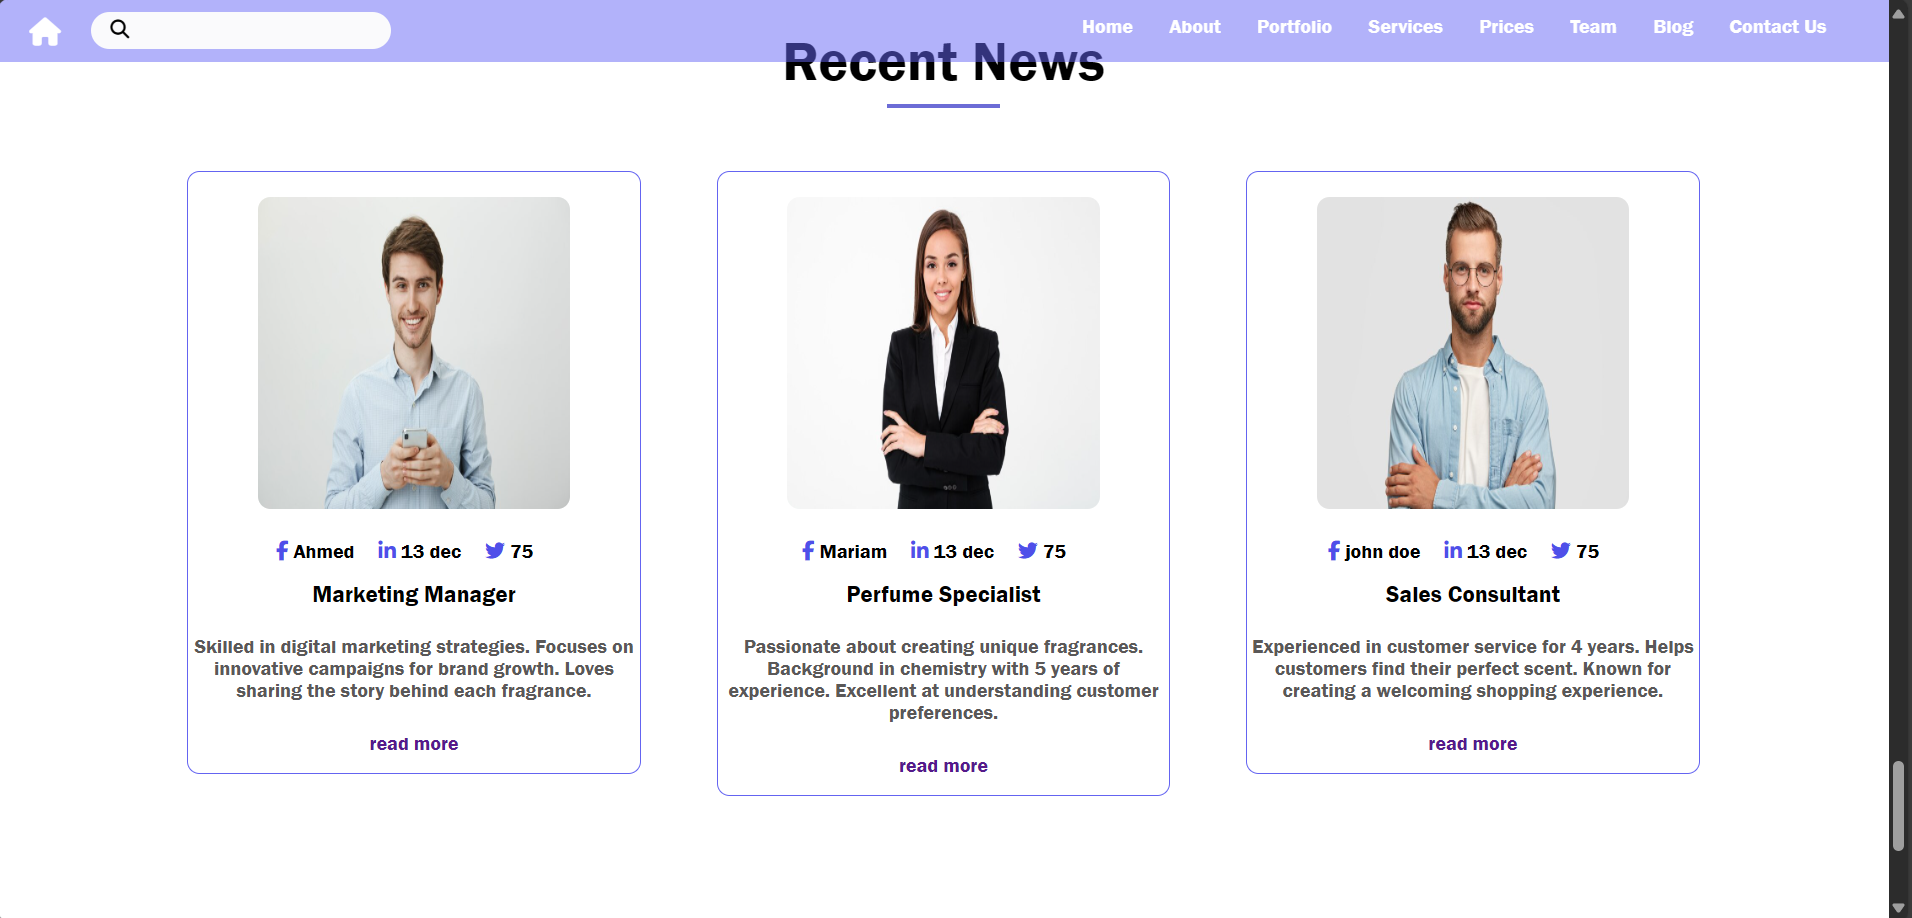 Home About Portfolio Services Prices Team Blog Contact Us
Recent News
Ahmed 13 dec 75
Marketing Manager
Skilled in digital marketing strategies. Focuses on
innovative campaigns for brand growth. Loves
sharing the story behind each fragrance.
read more
Mariam 13 dec 75
Perfume Specialist
Passionate about creating unique fragrances.
Background in chemistry with 5 years of
experience. Excellent at understanding customer
preferences.
read more
john doe 13 dec 75
Sales Consultant
Experienced in customer service for 4 years. Helps
customers find their perfect scent. Known for
creating a welcoming shopping experience.
read more